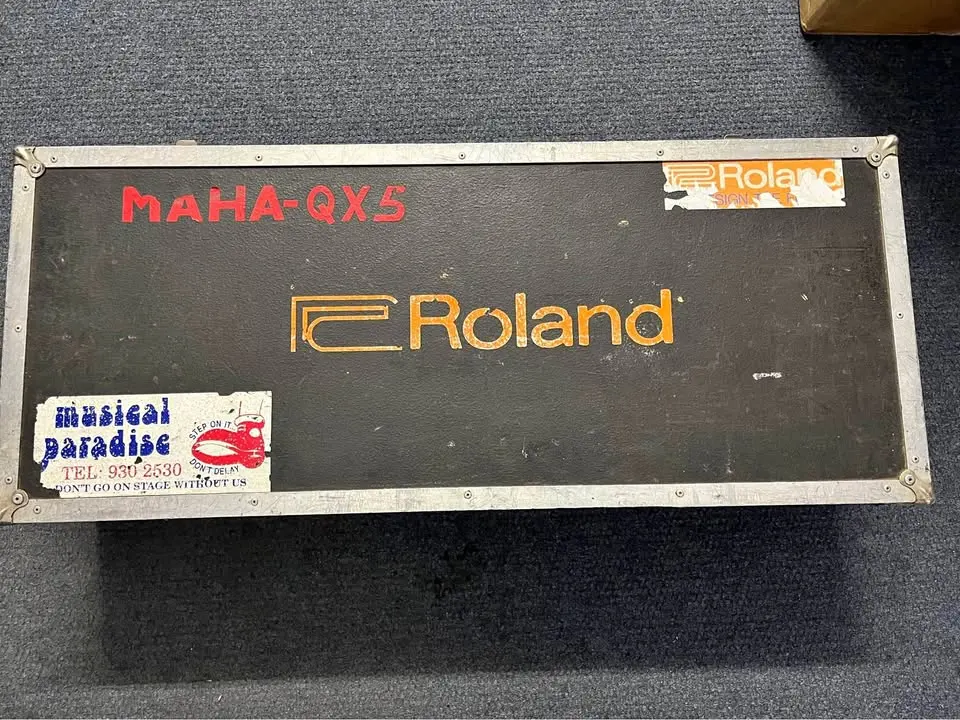 MAHA-QX5
Roland
SIGN
Roland
musical
paradise
STEP ON IT
DON'T DELAY
TEL: 930 2530
DON'T GO ON STAGE WITHOUT US